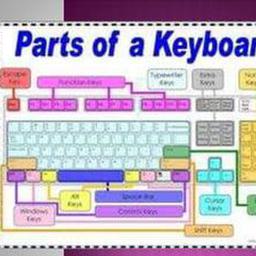 Parts of a Keyboar
Escape Key
Function Keys
Typewriter Keys
Extra Keys
Alt Keys
Space Bar
Cursor Keys
Windows Keys
Control Keys
Shift Keys